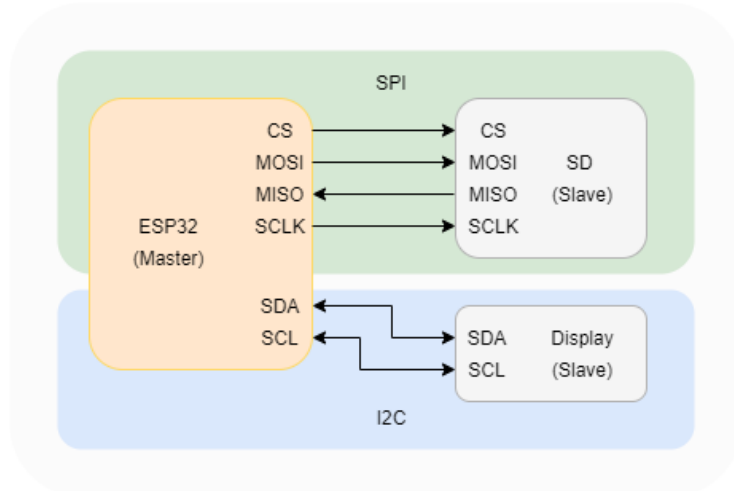 SPI
CS
MOSI
MISO
SCLK
ESP32
(Master)
SDA
SCL
CS
MOSI
MISO
SCLK
SD
(Slave)
SDA
SCL
Display
(Slave)
I2C